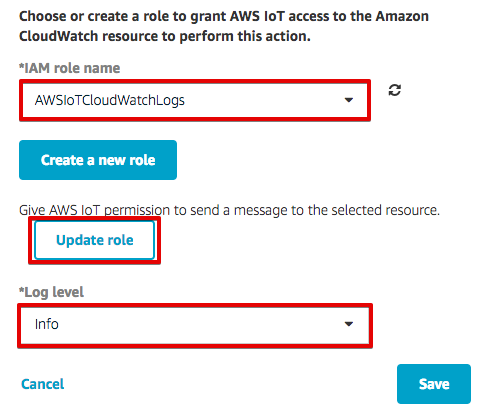 Choose or create a role to grant AWS IoT access to the Amazon
CloudWatch resource to perform this action.
*IAM role name
AWSIoTCloudWatchLogs
Create a new role
Give AWS IoT permission to send a message to the selected resource.
Update role
*Log level
Info
Cancel
Save